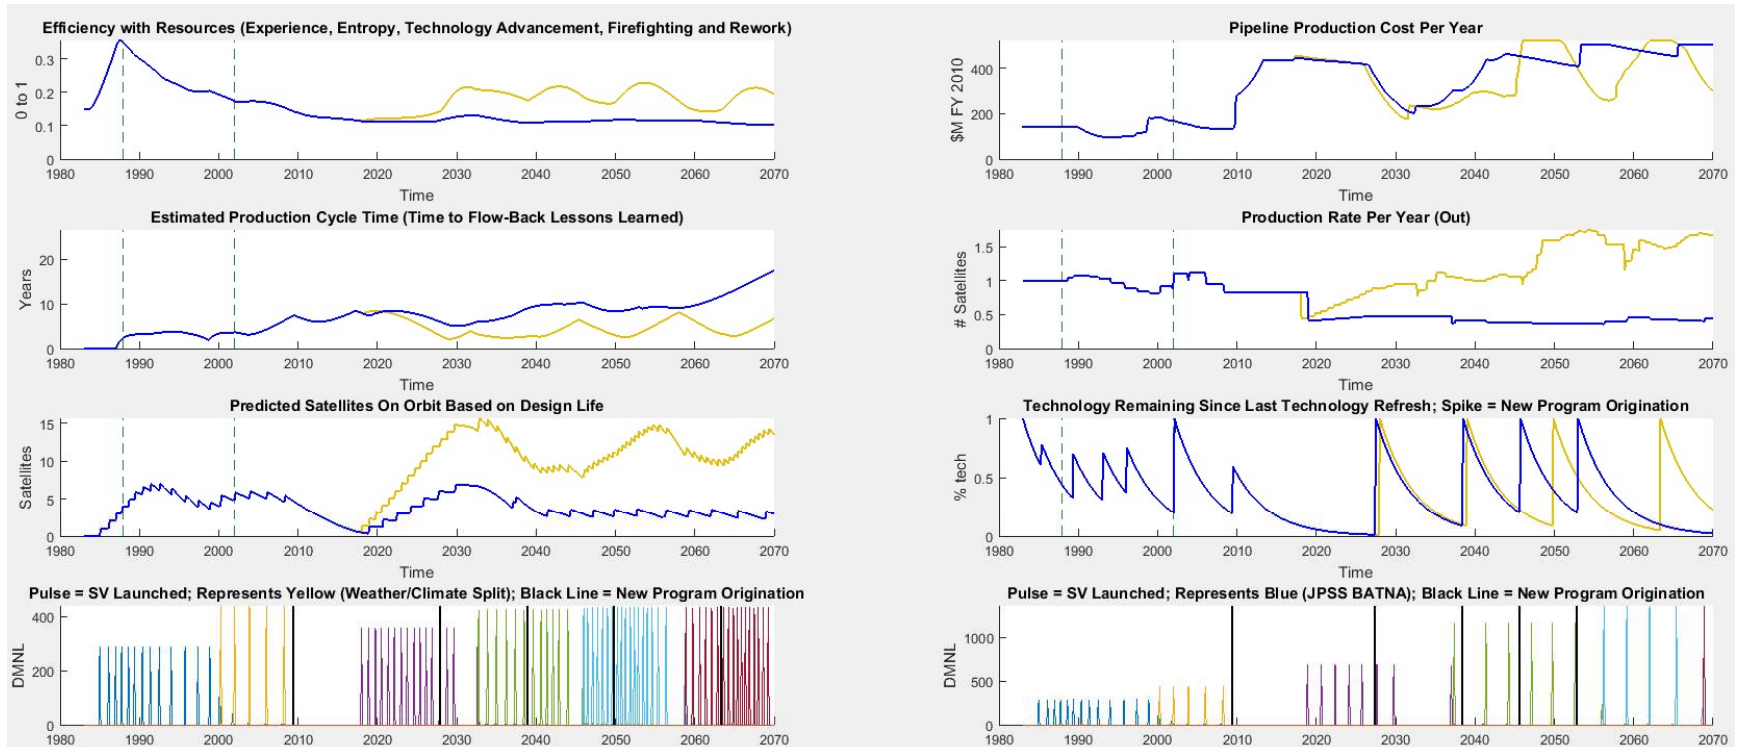 Efficiency with Resources (Experience, Entropy, Technology Advancement, Firefighting and Rework)
0 to 1
0.3
0.2
0.1
0
1980 1990 2000 2010 2020 2030 2040 2050 2060 2070
Time
Pipeline Production Cost Per Year
$M FY 2010
400
200
0
1980 1990 2000 2010 2020 2030 2040 2050 2060 2070
Time
Estimated Production Cycle Time (Time to Flow-Back Lessons Learned)
Years
20
10
0
1980 1990 2000 2010 2020 2030 2040 2050 2060 2070
Time
Production Rate Per Year (Out)
# Satellites
1.5
1
0.5
0
1980 1990 2000 2010 2020 2030 2040 2050 2060 2070
Time
Predicted Satellites On Orbit Based on Design Life
Satellites
15
10
5
0
1980 1990 2000 2010 2020 2030 2040 2050 2060 2070
Time
Technology Remaining Since Last Technology Refresh; Spike = New Program Origination
% tech
1
0.5
0
1980 1990 2000 2010 2020 2030 2040 2050 2060 2070
Time
Pulse = SV Launched; Represents Yellow (Weather/Climate Split); Black Line = New Program Origination
DMNL
400
200
0
1980 1990 2000 2010 2020 2030 2040 2050 2060 2070
Pulse = SV Launched; Represents Blue (JPSS BATNA); Black Line = New Program Origination
DMNL
1000
500
0
1980 1990 2000 2010 2020 2030 2040 2050 2060 2070